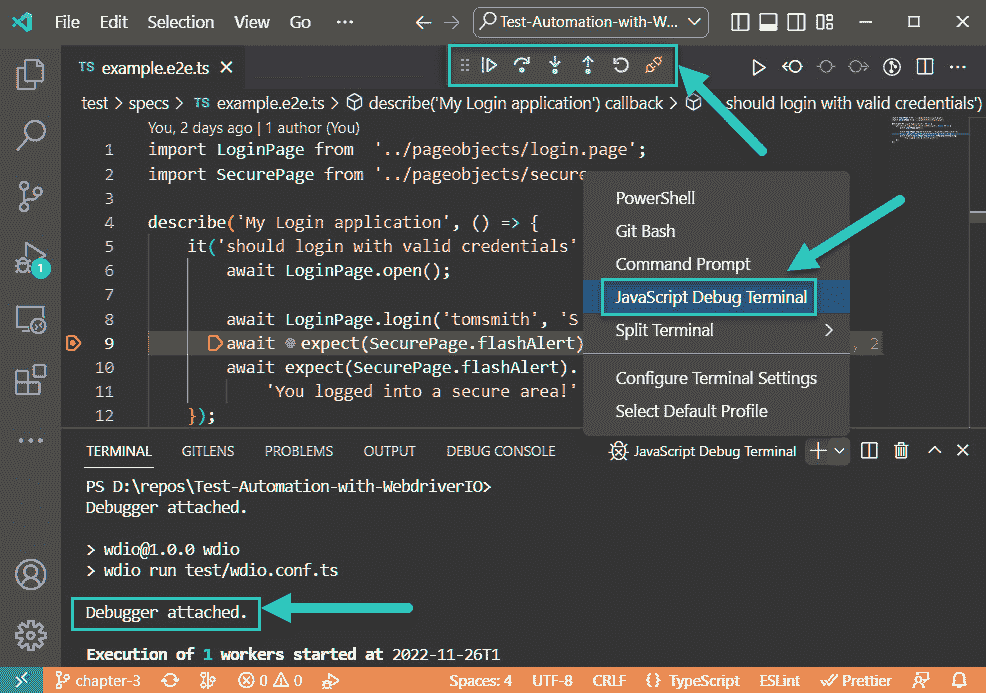 File Edit Selection View Go ··· Test-Automation-with-W...
TS example.e2e.ts
test > specs > TS example.e2e.ts > describe('My Login application') callback > should login with valid credentials')
You, 2 days ago | 1 author (You)
1 import LoginPage from '../pageobjects/login.page';
2 import SecurePage from '../pageobjects/secure
3
4 describe('My Login application', () => {
5 it('should login with valid credentials'
6 await LoginPage.open();
7
8 await LoginPage.login('tomsmith', 'S
9 await expect(SecurePage.flashAlert) , 2
10 await expect(SecurePage.flashAlert).
11 'You logged into a secure area!'
12 });
PowerShell
Git Bash
Command Prompt
JavaScript Debug Terminal
Split Terminal
Configure Terminal Settings
Select Default Profile
1
TERMINAL GITLENS PROBLEMS OUTPUT DEBUG CONSOLE JavaScript Debug Terminal
PS D:\repos\Test-Automation-with-WebdriverIO>
Debugger attached.
> wdio@1.0.0 wdio
> wdio run test/wdio.conf.ts
Debugger attached.
Execution of 1 workers started at 2022-11-26T1
chapter-3 0 0 Spaces: 4 UTF-8 CRLF {} TypeScript ESLint Prettier